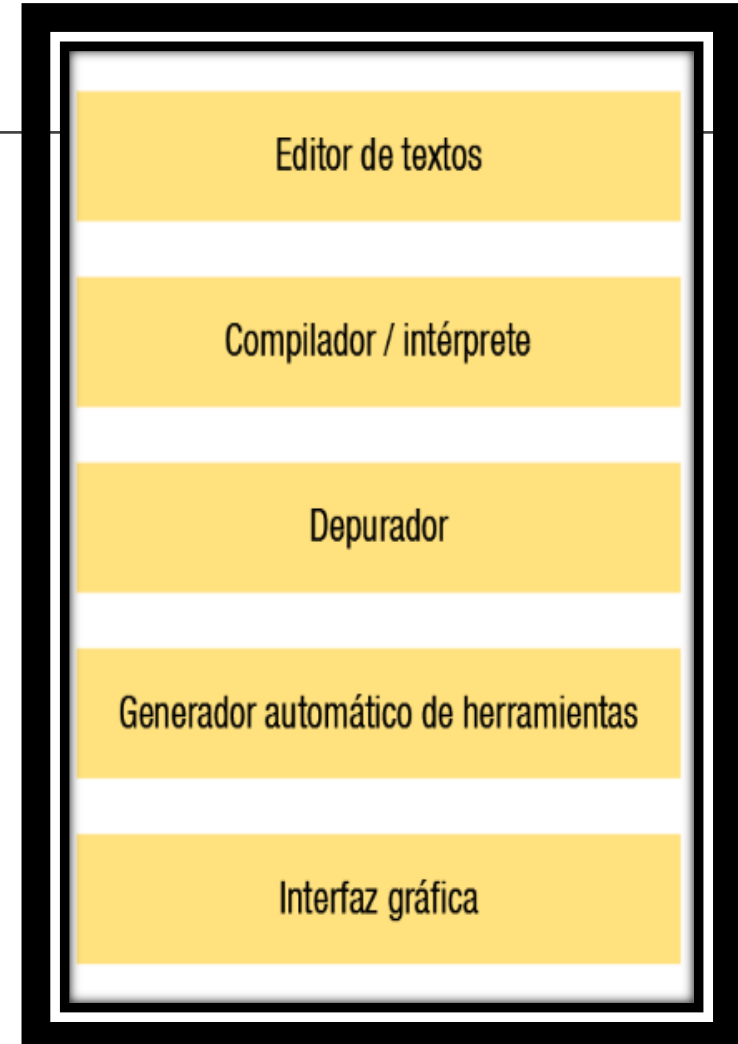 Editor de textos
Compilador / intérprete
Depurador
Generador automático de herramientas
Interfaz gráfica